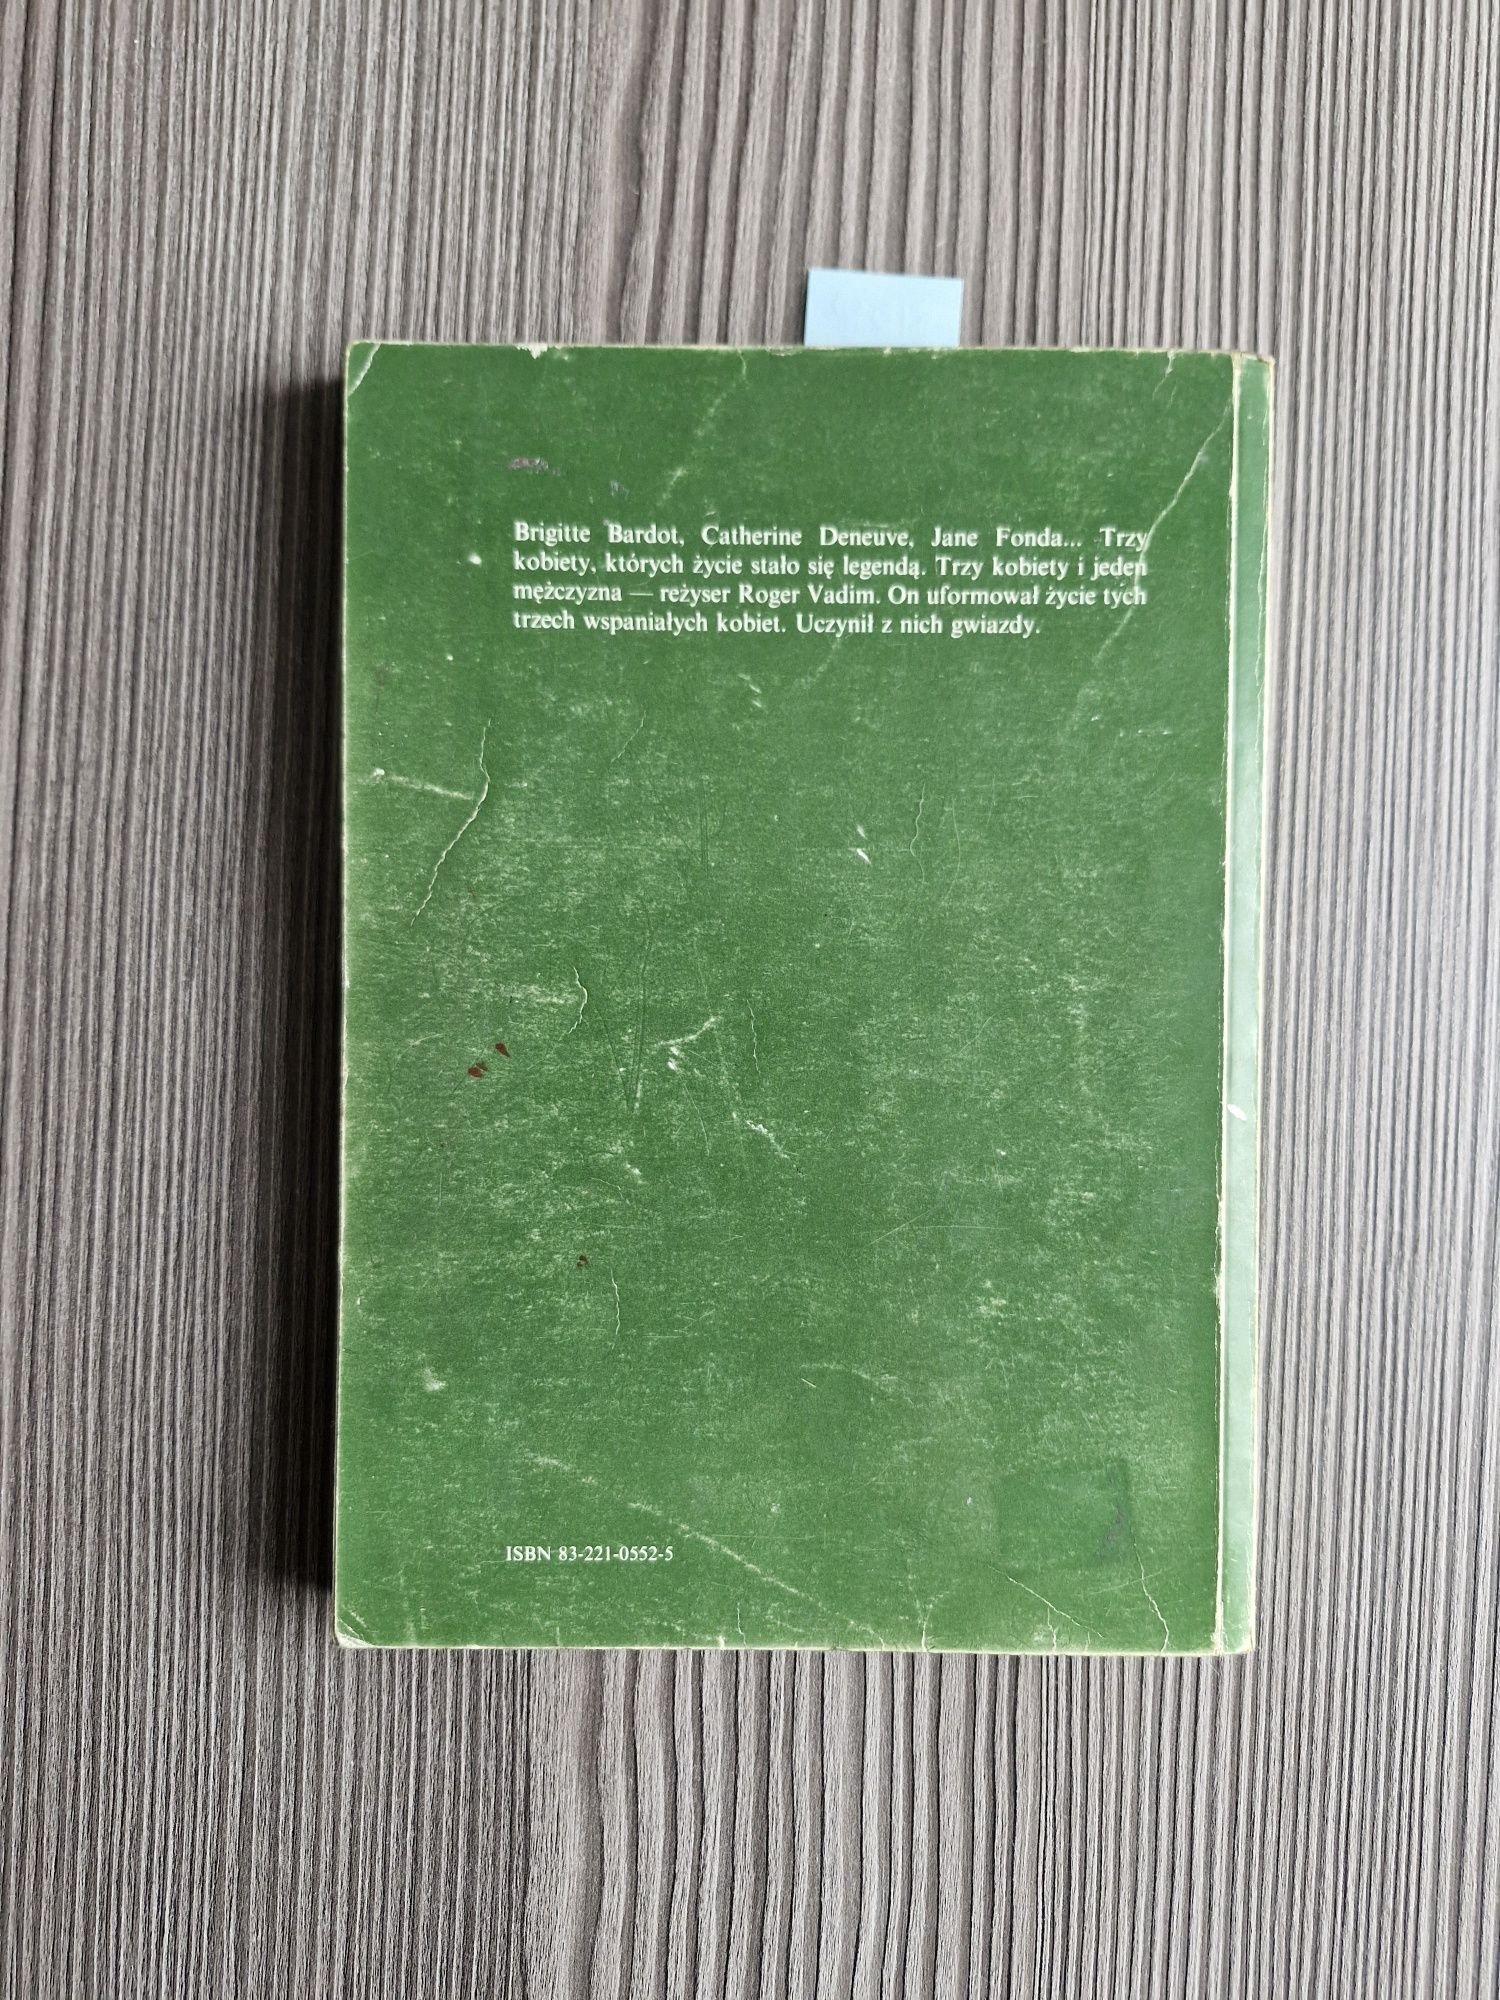 Brigitte Bardot, Catherine Deneuve, Jane Fonda... Trzy
kobiety, których życie stało się legendą. Trzy kobiety i jeden
mężczyzna — reżyser Roger Vadim. On uformował życie tych
trzech wspaniałych kobiet. Uczynił z nich gwiazdy.
ISBN 83-221-0552-5